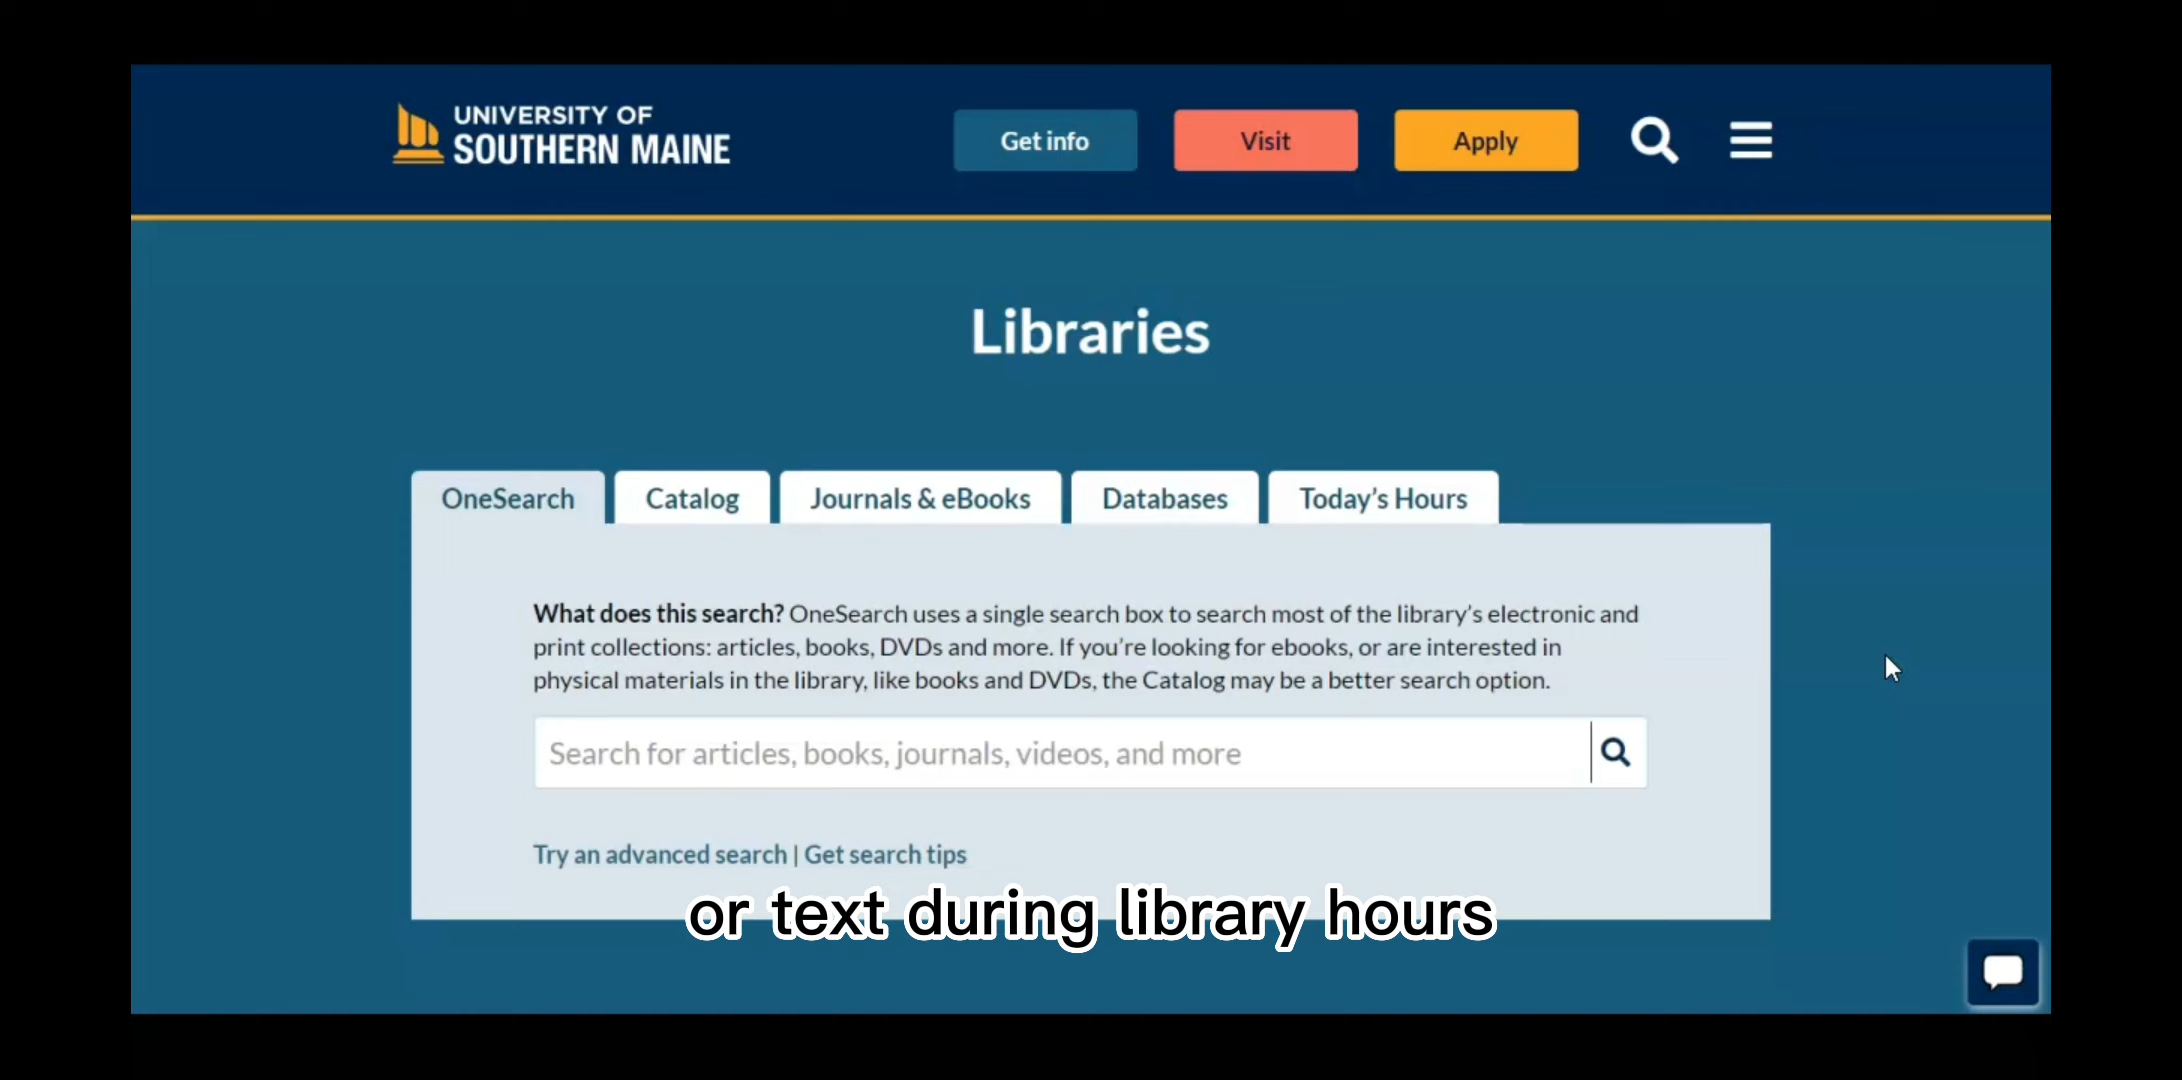 UNIVERSITY OF
SOUTHERN MAINE
Get info
Visit
Apply
Libraries
OneSearch
Catalog
Journals & eBooks
Databases
Today's Hours
What does this search? OneSearch uses a single search box to search most of the library's electronic and
print collections: articles, books, DVDs and more. If you're looking for ebooks, or are interested in
physical materials in the library, like books and DVDs, the Catalog may be a better search option.
Search for articles, books, journals, videos, and more
Try an advanced search | Get search tips
or text during library hours